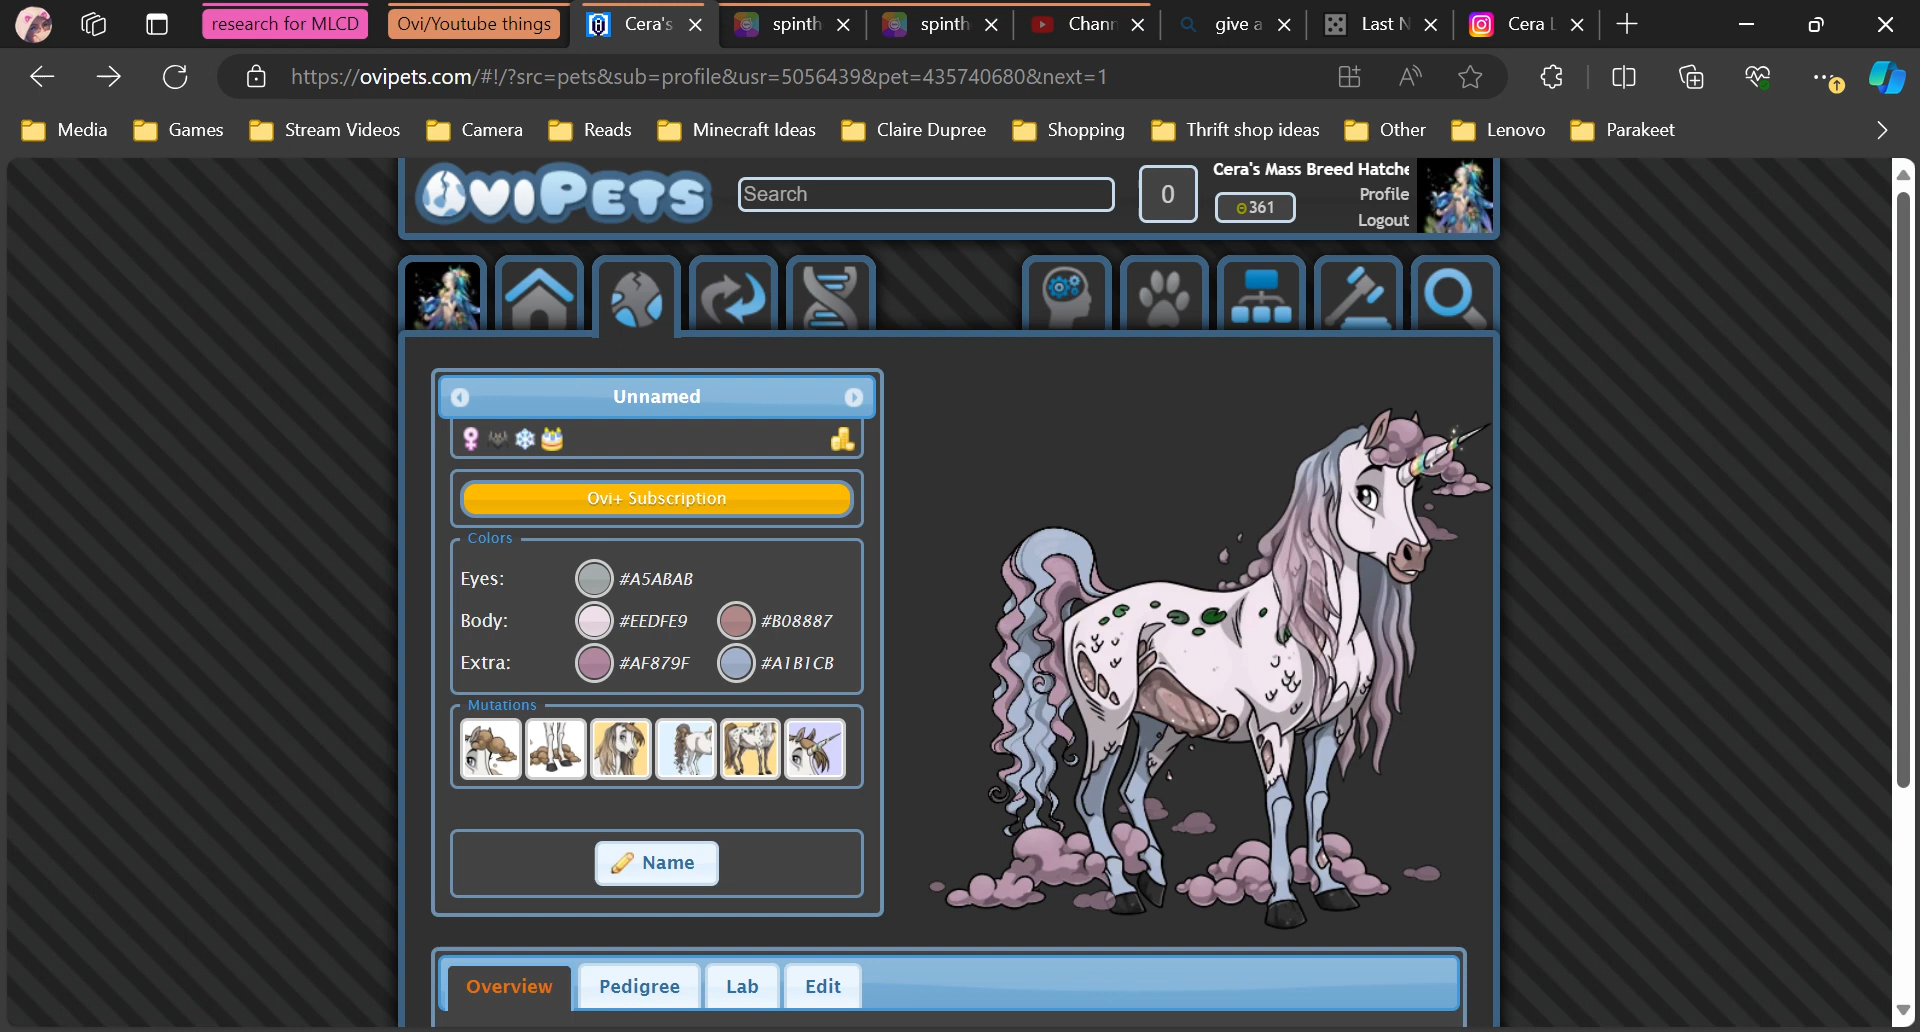 research for MLCD
Ovi/Youtube things
Cera's
spinth
spinth
Chann
give a
Last N
Cera L
https://ovipets.com/#!/?src=pets&sub=profile&usr=5056439&pet=435740680&next=1
Media
Games
Stream Videos
Camera
Reads
Minecraft Ideas
Claire Dupree
Shopping
Thrift shop ideas
Other
Lenovo
Parakeet
OviPets
Search
0
Cera's Mass Breed Hatche
361
Profile
Logout
Unnamed
Ovi+ Subscription
Colors
Eyes: #A5ABAB
Body: #EEDFE9 #B08887
Extra: #AF879F #A1B1CB
Mutations
Name
Overview
Pedigree
Lab
Edit